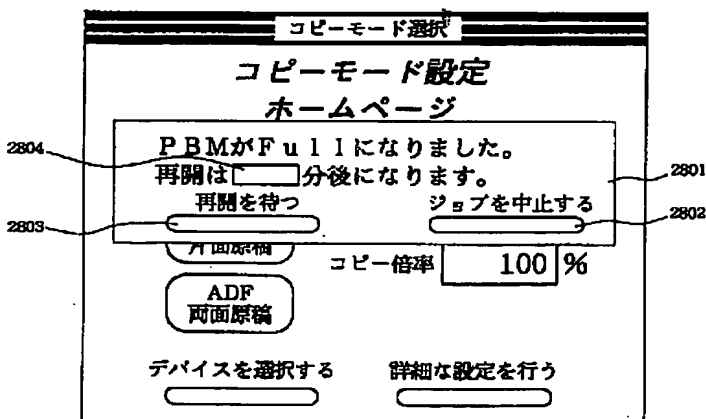 コピーモード選択
コピーモード設定
ホームページ
2804
PBMがFullになりました。
再開は 分後になります。
2801
再開を待つ ジョブを中止する
2802
2803
片面原稿
コピー倍率 100 %
ADF
両面原稿
デバイスを選択する 詳細な設定を行う